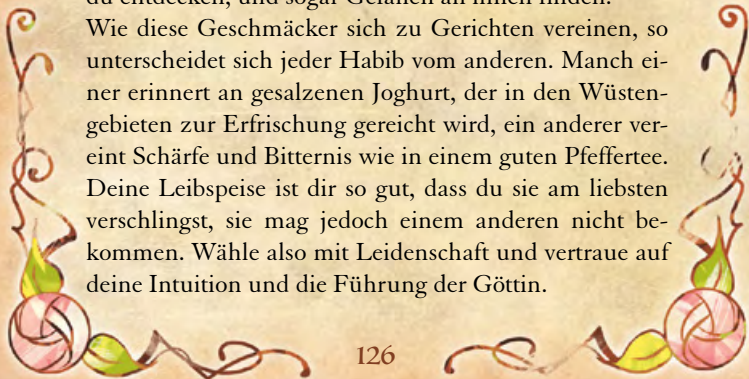 du entdecken, und sogar Gefallen an ihnen finden.
Wie diese Geschmäcker sich zu Gerichten vereinen, so
unterscheidet sich jeder Habib vom anderen. Manch ei-
ner erinnert an gesalzenen Joghurt, der in den Wüsten-
gebieten zur Erfrischung gereicht wird, ein anderer ver-
eint Schärfe und Bitternis wie in einem guten Pfeffertee.
Deine Leibspeise ist dir so gut, dass du sie am liebsten
verschlingst, sie mag jedoch einem anderen nicht be-
kommen. Wähle also mit Leidenschaft und vertraue auf
deine Intuition und die Führung der Göttin.
126